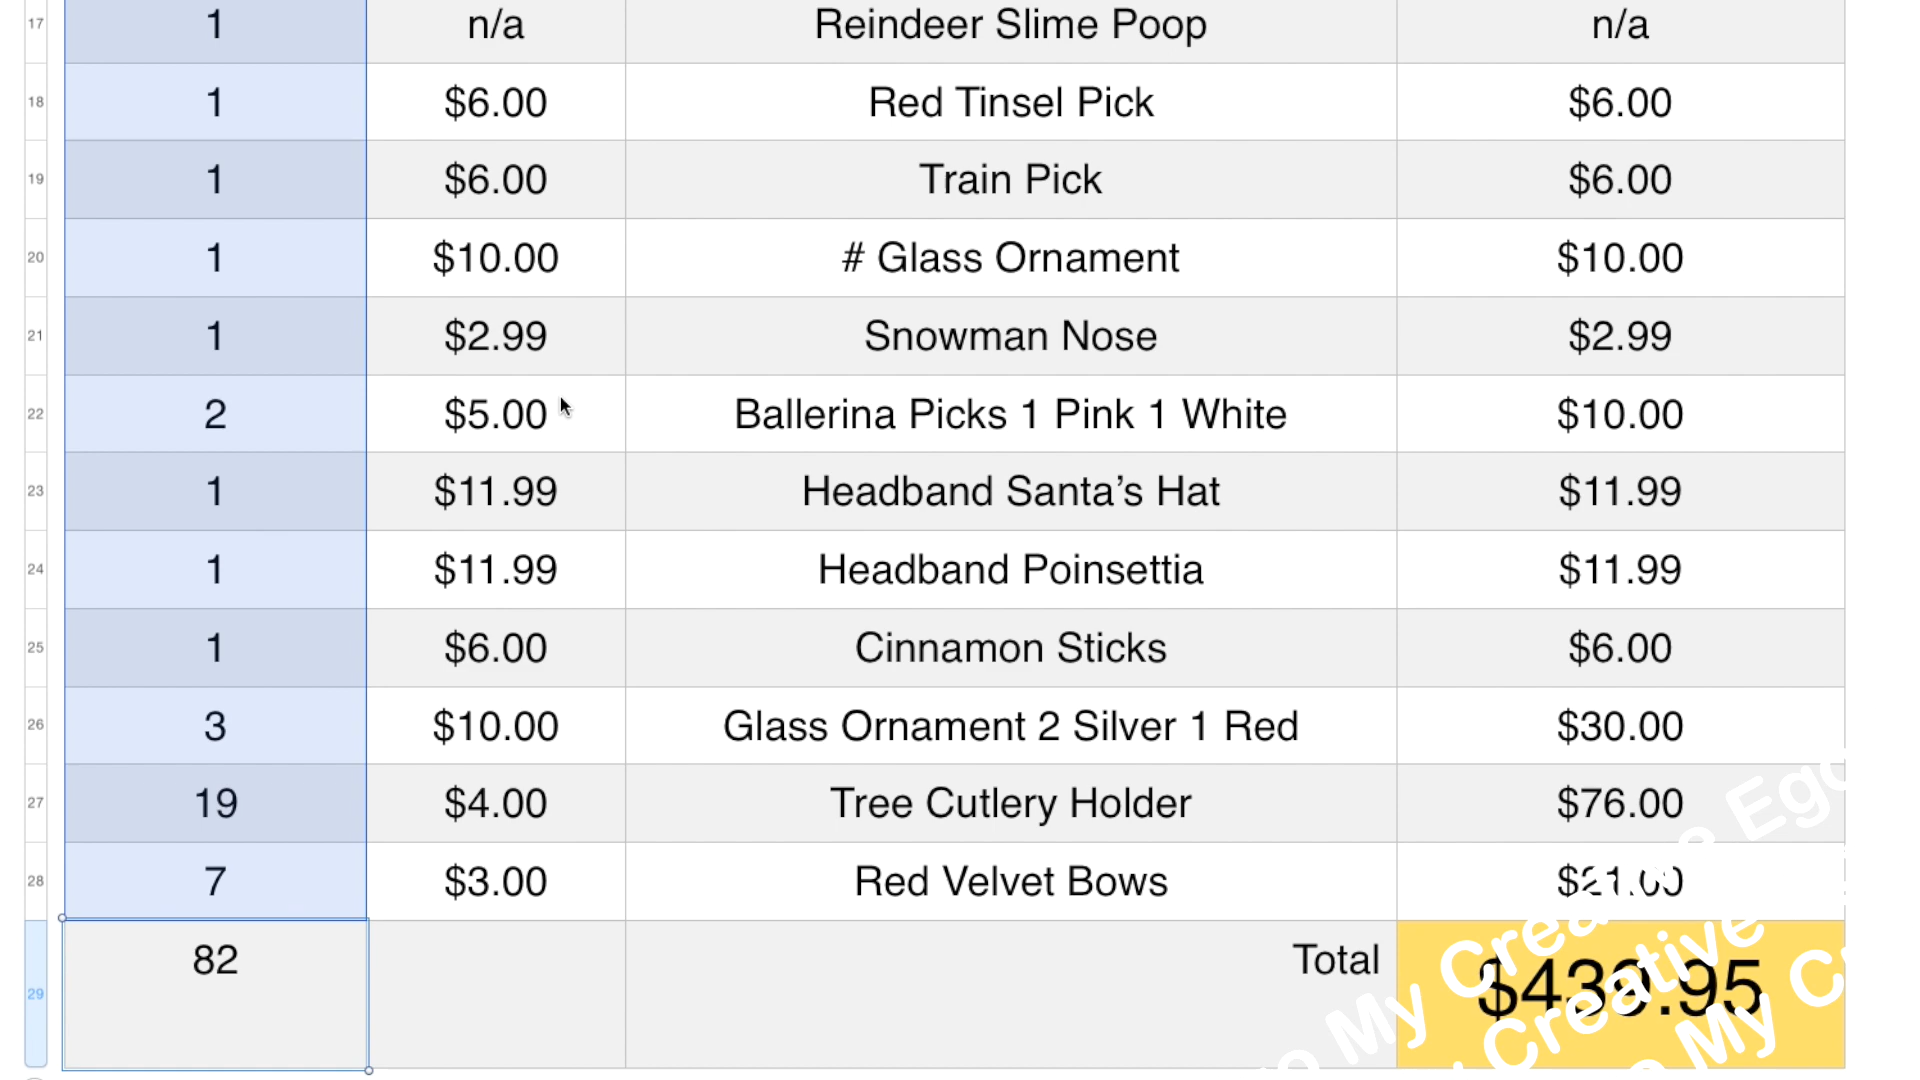 17 1 n/a Reindeer Slime Poop n/a
18 1 $6.00 Red Tinsel Pick $6.00
19 1 $6.00 Train Pick $6.00
20 1 $10.00 # Glass Ornament $10.00
21 1 $2.99 Snowman Nose $2.99
22 2 $5.00 Ballerina Picks 1 Pink 1 White $10.00
23 1 $11.99 Headband Santa’s Hat $11.99
24 1 $11.99 Headband Poinsettia $11.99
25 1 $6.00 Cinnamon Sticks $6.00
26 3 $10.00 Glass Ornament 2 Silver 1 Red $30.00
27 19 $4.00 Tree Cutlery Holder $76.00
28 7 $3.00 Red Velvet Bows $21.00
29 82 Total
My Creative Ego
Creative
My